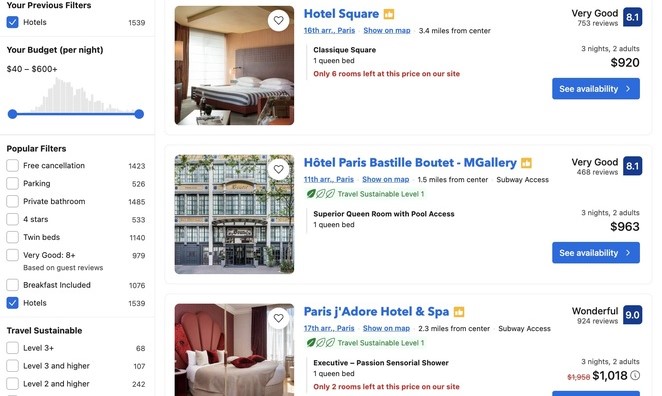 Your Previous Filters
Hotels 1539
Your Budget (per night)
$40 – $600+
Popular Filters
Free cancellation 1423
Parking 526
Private bathroom 1485
4 stars 533
Twin beds 1140
Very Good: 8+ 979
Based on guest reviews
Breakfast Included 1076
Hotels 1539
Travel Sustainable
Level 3+ 68
Level 3 and higher 107
Level 2 and higher 242
Hotel Square
16th arr., Paris Show on map 3.4 miles from center
Very Good 8.1
753 reviews
Classique Square
1 queen bed
Only 6 rooms left at this price on our site
3 nights, 2 adults
$920
See availability
Hôtel Paris Bastille Boutet - MGallery
11th arr., Paris Show on map 1.5 miles from center Subway Access
Travel Sustainable Level 1
Very Good 8.1
468 reviews
Superior Queen Room with Pool Access
1 queen bed
3 nights, 2 adults
$963
See availability
Paris j'Adore Hotel & Spa
17th arr., Paris Show on map 2.3 miles from center Subway Access
Travel Sustainable Level 1
Wonderful 9.0
924 reviews
Executive – Passion Sensorial Shower
1 queen bed
Only 2 rooms left at this price on our site
3 nights, 2 adults
$1,958 $1,018